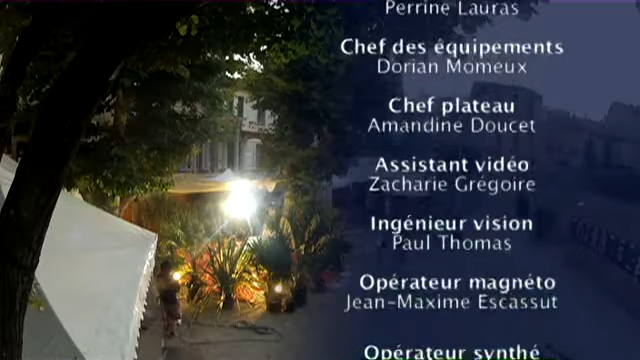 Perrine Lauras
Chef des équipements
Dorian Momeux
Chef plateau
Amandine Doucet
Assistant vidéo
Zacharie Grégoire
Ingénieur vision
Paul Thomas
Opérateur magnéto
Jean-Maxime Escassut
Opérateur synthé